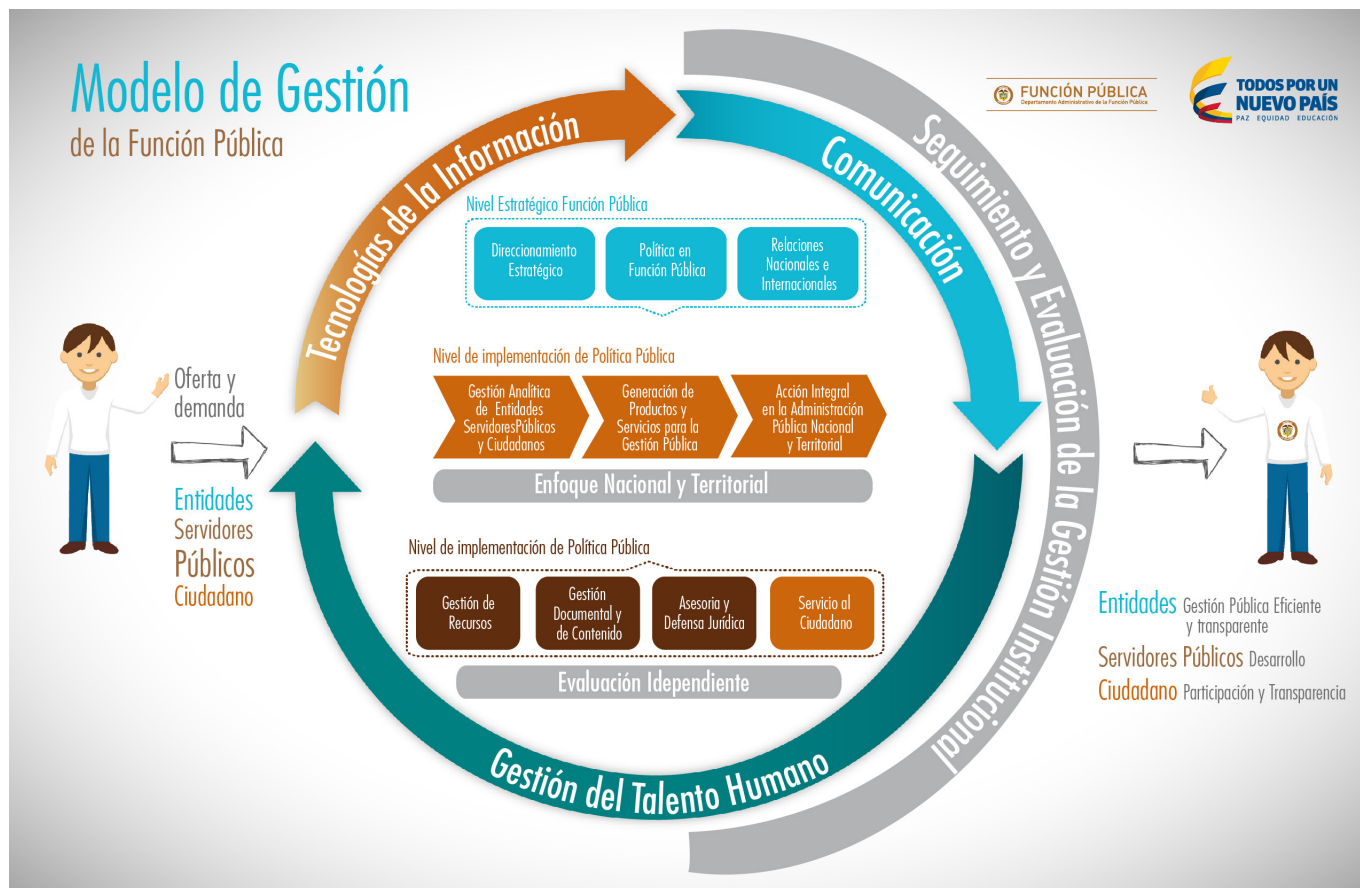 Modelo de Gestión
de la Función Pública
FUNCIÓN PÚBLICA
Departamento Administrativo de la Función Pública
TODOS POR UN
NUEVO PAÍS
PAZ EQUIDAD EDUCACIÓN
Tecnologías de la Información
Comunicación
Seguimiento y Evaluación de la Gestión Institucional
Nivel Estratégico Función Pública
Direccionamiento
Estratégico
Política en
Función Pública
Relaciones
Nacionales e
Internacionales
Nivel de implementación de Política Pública
Gestión Analítica
de Entidades
ServidoresPúblicos
y Ciudadanos
Generación de
Productos y
Servicios para la
Gestión Pública
Acción Integral
en la Administración
Pública Nacional
y Territorial
Enfoque Nacional y Territorial
Nivel de implementación de Política Pública
Gestión de
Recursos
Gestión
Documental y
de Contenido
Asesoria y
Defensa Jurídica
Servicio al
Ciudadano
Evaluación Idependiente
Gestión del Talento Humano
Oferta y
demanda
Entidades
Servidores
Públicos
Ciudadano
Entidades Gestión Pública Eficiente
y transparente
Servidores Públicos Desarrollo
Ciudadano Participación y Transparencia